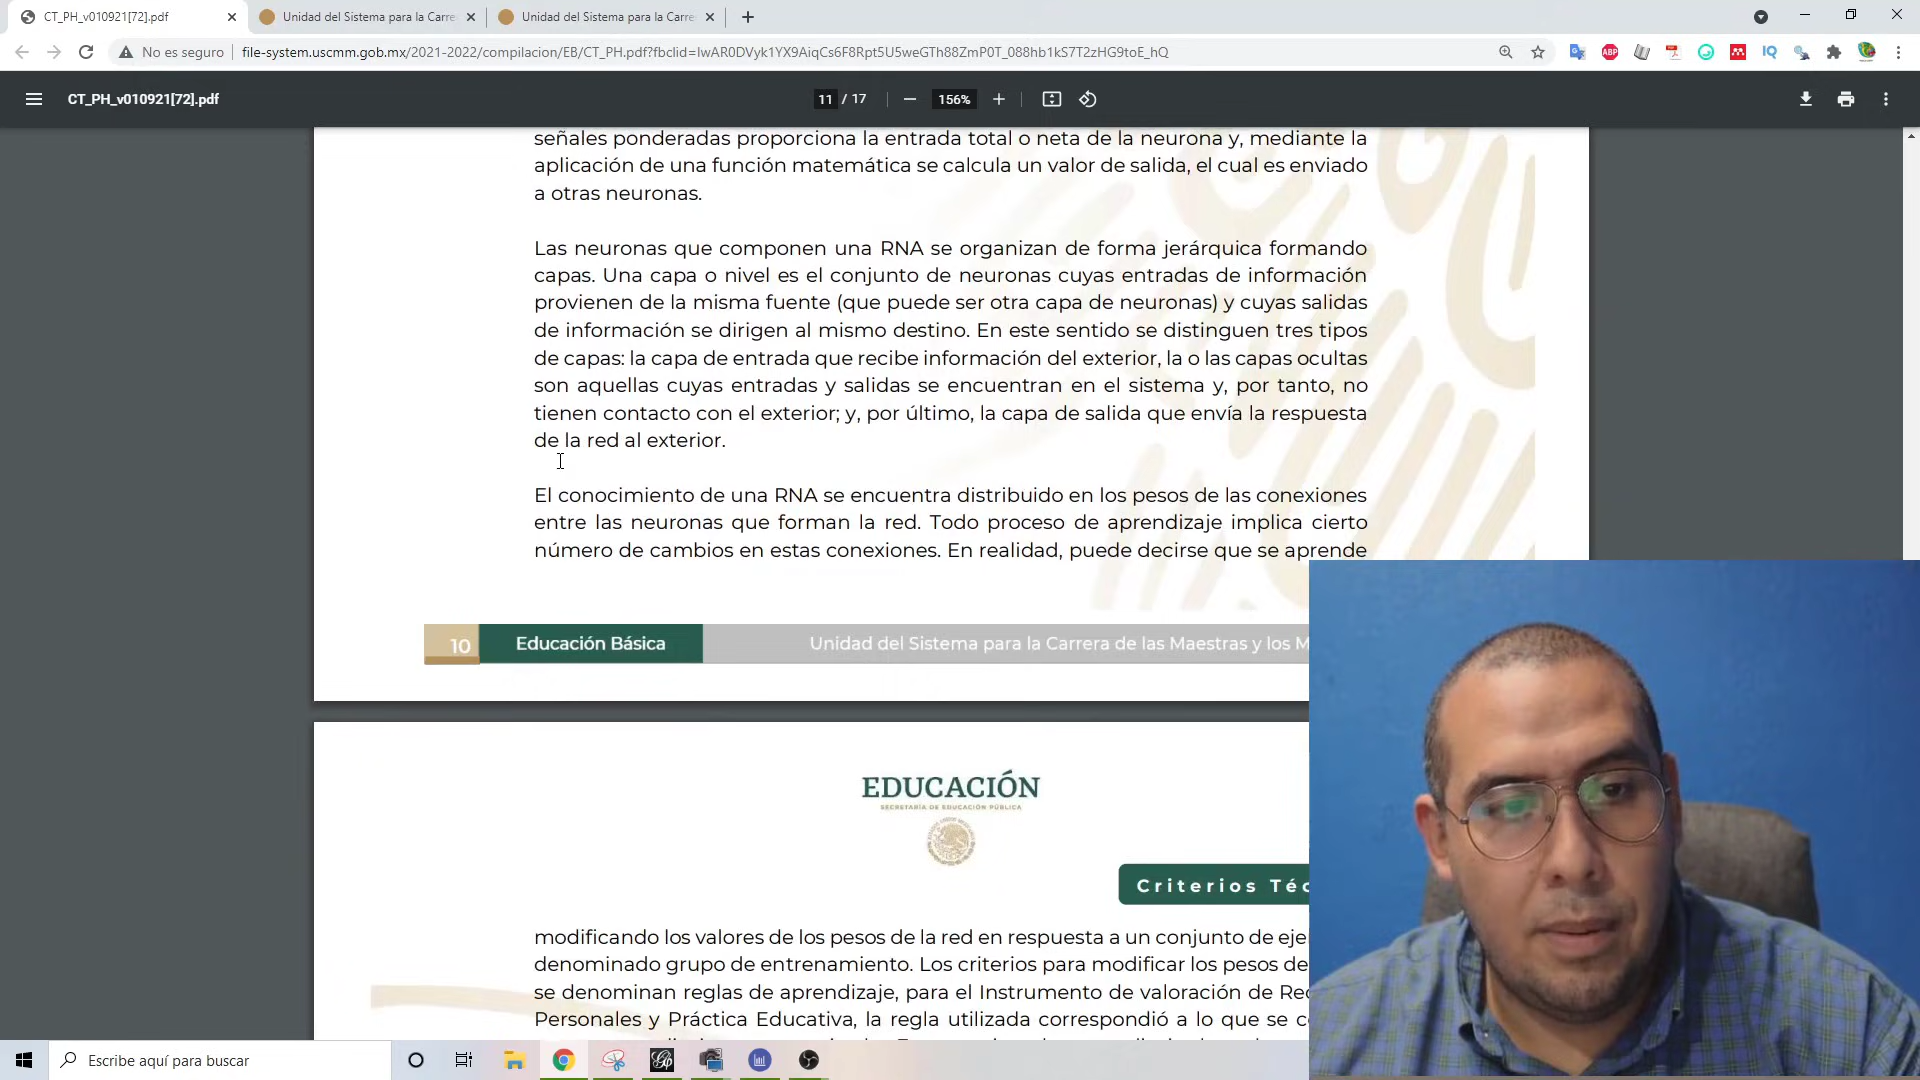 CT_PH_v010921[72].pdf
Unidad del Sistema para la Carre
Unidad del Sistema para la Carre
No es seguro
file-system.uscmm.gob.mx/2021-2022/compilacion/EB/CT_PH.pdf?fbclid=IwAR0DVyk1YX9AiqCs6F8Rpt5U5weGTh88ZmP0T_088hb1kS7T2zHG9toE_hQ
CT_PH_v010921[72].pdf
11 / 17
156%
señales ponderadas proporciona la entrada total o neta de la neurona y, mediante la
aplicación de una función matemática se calcula un valor de salida, el cual es enviado
a otras neuronas.
Las neuronas que componen una RNA se organizan de forma jerárquica formando
capas. Una capa o nivel es el conjunto de neuronas cuyas entradas de información
provienen de la misma fuente (que puede ser otra capa de neuronas) y cuyas salidas
de información se dirigen al mismo destino. En este sentido se distinguen tres tipos
de capas: la capa de entrada que recibe información del exterior, la o las capas ocultas
son aquellas cuyas entradas y salidas se encuentran en el sistema y, por tanto, no
tienen contacto con el exterior; y, por último, la capa de salida que envía la respuesta
de la red al exterior.
El conocimiento de una RNA se encuentra distribuido en los pesos de las conexiones
entre las neuronas que forman la red. Todo proceso de aprendizaje implica cierto
número de cambios en estas conexiones. En realidad, puede decirse que se aprende
10 Educación Básica Unidad del Sistema para la Carrera de las Maestras y los M
EDUCACIÓN
SECRETARÍA DE EDUCACIÓN PÚBLICA
Criterios Téc
modificando los valores de los pesos de la red en respuesta a un conjunto de eje
denominado grupo de entrenamiento. Los criterios para modificar los pesos de
se denominan reglas de aprendizaje, para el Instrumento de valoración de Rec
Personales y Práctica Educativa, la regla utilizada correspondió a lo que se c
Escribe aquí para buscar